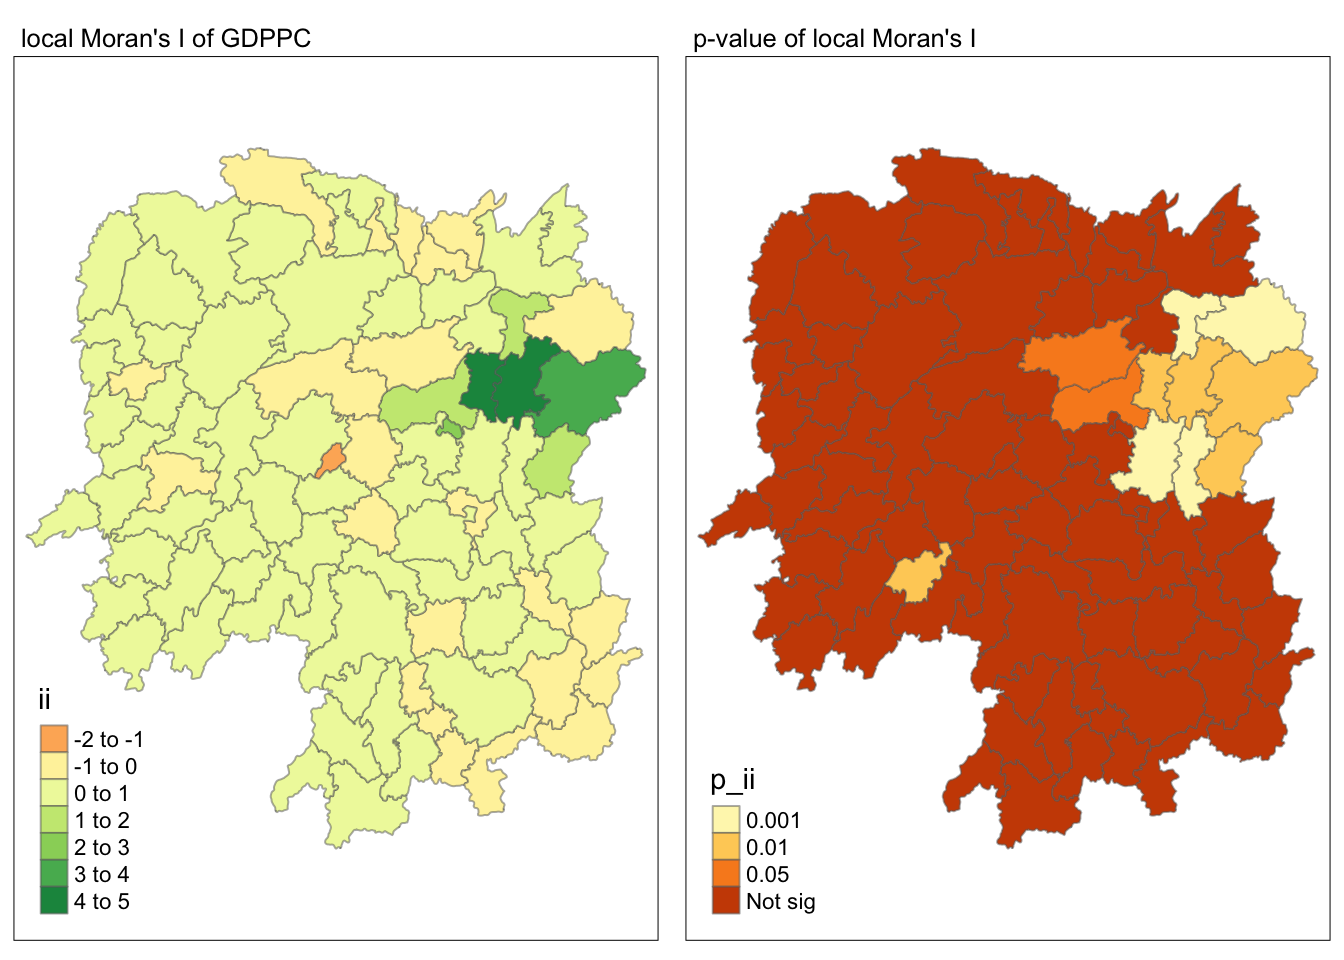 local Moran's I of GDPPC
ii
-2 to -1
-1 to 0
0 to 1
1 to 2
2 to 3
3 to 4
4 to 5
p-value of local Moran's I
p_ii
0.001
0.01
0.05
Not sig